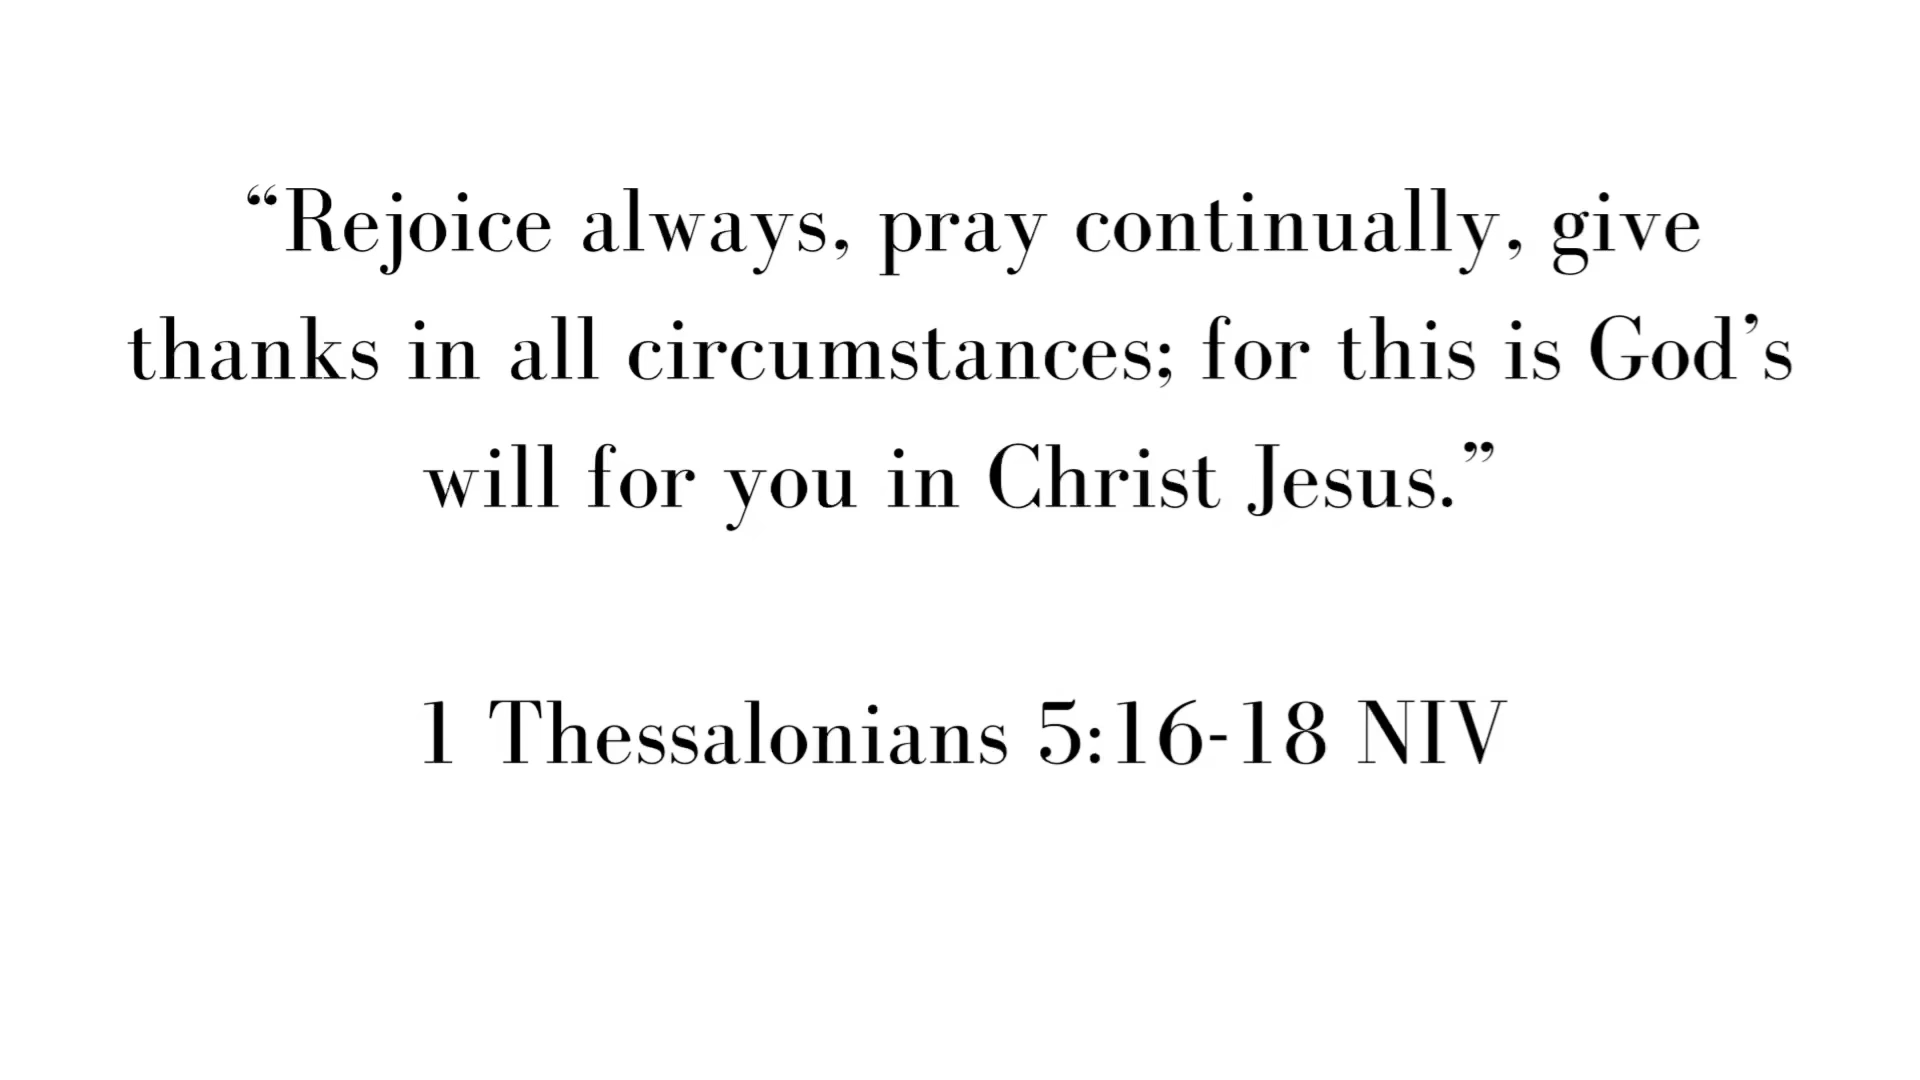 “Rejoice always, pray continually, give
thanks in all circumstances; for this is God’s
will for you in Christ Jesus.”
1 Thessalonians 5:16-18 NIV